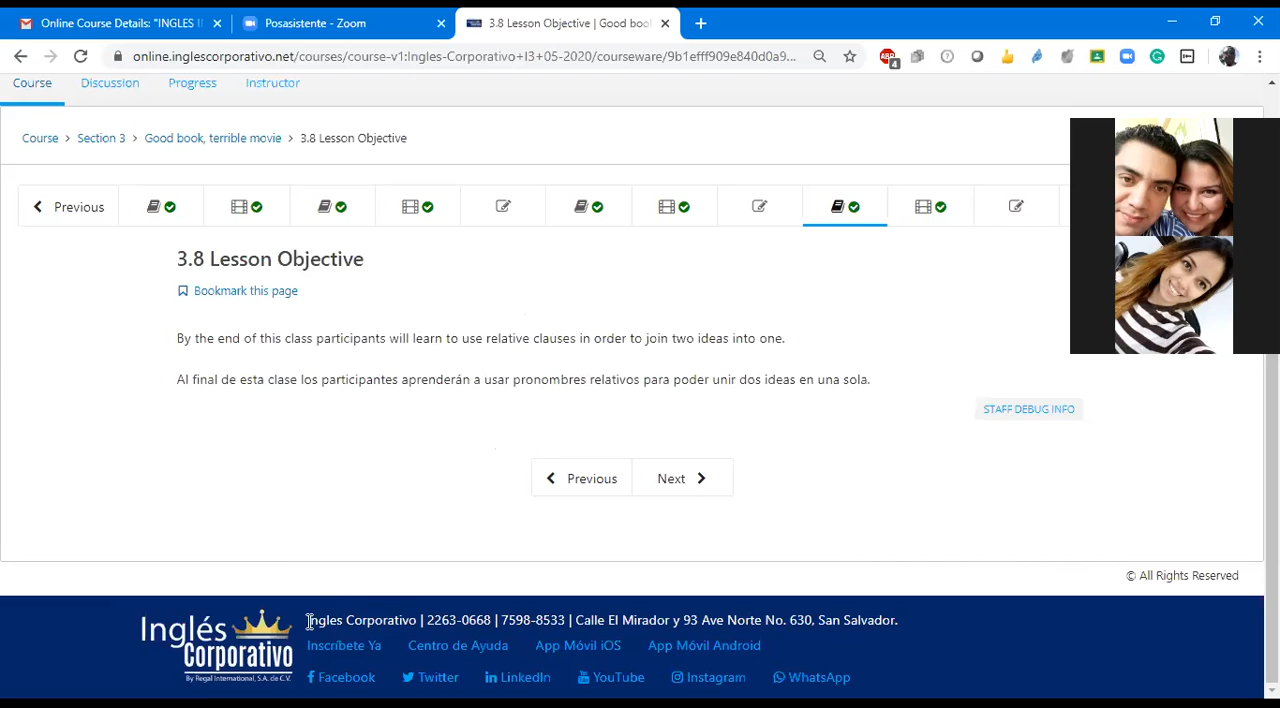 Online Course Details: "INGLES I
Posasistente - Zoom
3.8 Lesson Objective | Good boo
online.inglescorporativo.net/courses/course-v1:Ingles-Corporativo+I3+05-2020/courseware/9b1efff909e840d0a9...
4
Course
Discussion
Progress
Instructor
Course > Section 3 > Good book, terrible movie > 3.8 Lesson Objective
Previous
3.8 Lesson Objective
Bookmark this page
By the end of this class participants will learn to use relative clauses in order to join two ideas into one.
Al final de esta clase los participantes aprenderán a usar pronombres relativos para poder unir dos ideas en una sola.
STAFF DEBUG INFO
Previous
Next
© All Rights Reserved
Inglés Corporativo
By Regal International, S.A. de C.V.
Ingles Corporativo | 2263-0668 | 7598-8533 | Calle El Mirador y 93 Ave Norte No. 630, San Salvador.
Inscríbete Ya
Centro de Ayuda
App Móvil iOS
App Móvil Android
Facebook
Twitter
LinkedIn
YouTube
Instagram
WhatsApp